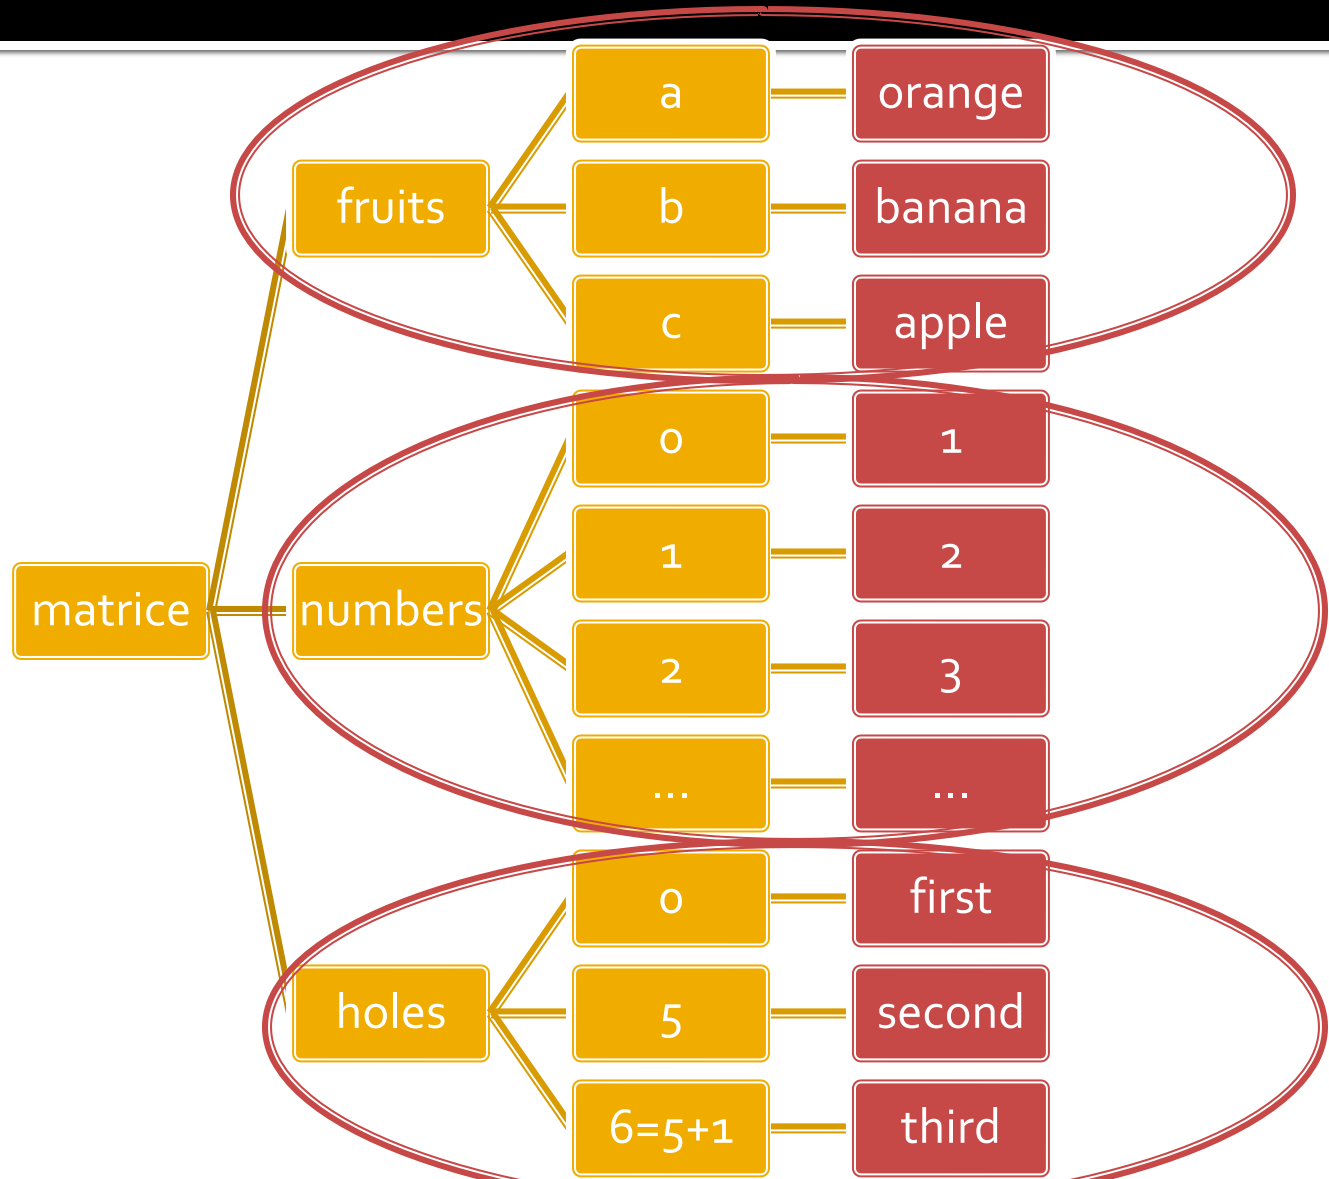 a
orange
fruits
b
banana
c
apple
0
1
1
2
matrice
numbers
2
3
...
...
0
first
holes
5
second
6=5+1
third